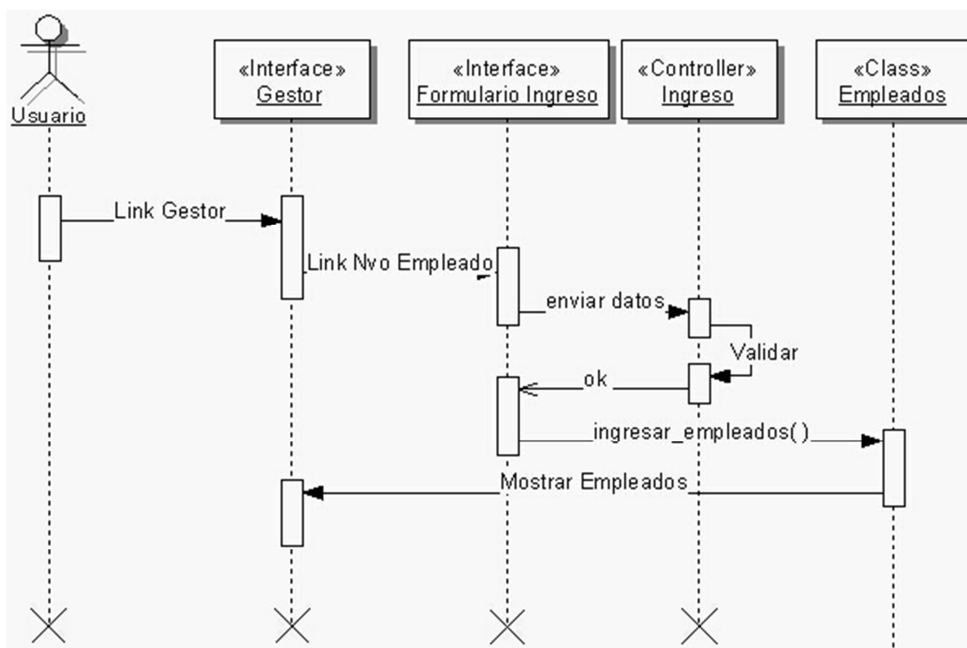 «Interface»
Gestor
«Interface»
Formulario Ingreso
«Controller»
Ingreso
«Class»
Empleados
Usuario
Link Gestor
Link Nvo Empleado
enviar datos
Validar
ok
ingresar_empleados( )
Mostrar Empleados